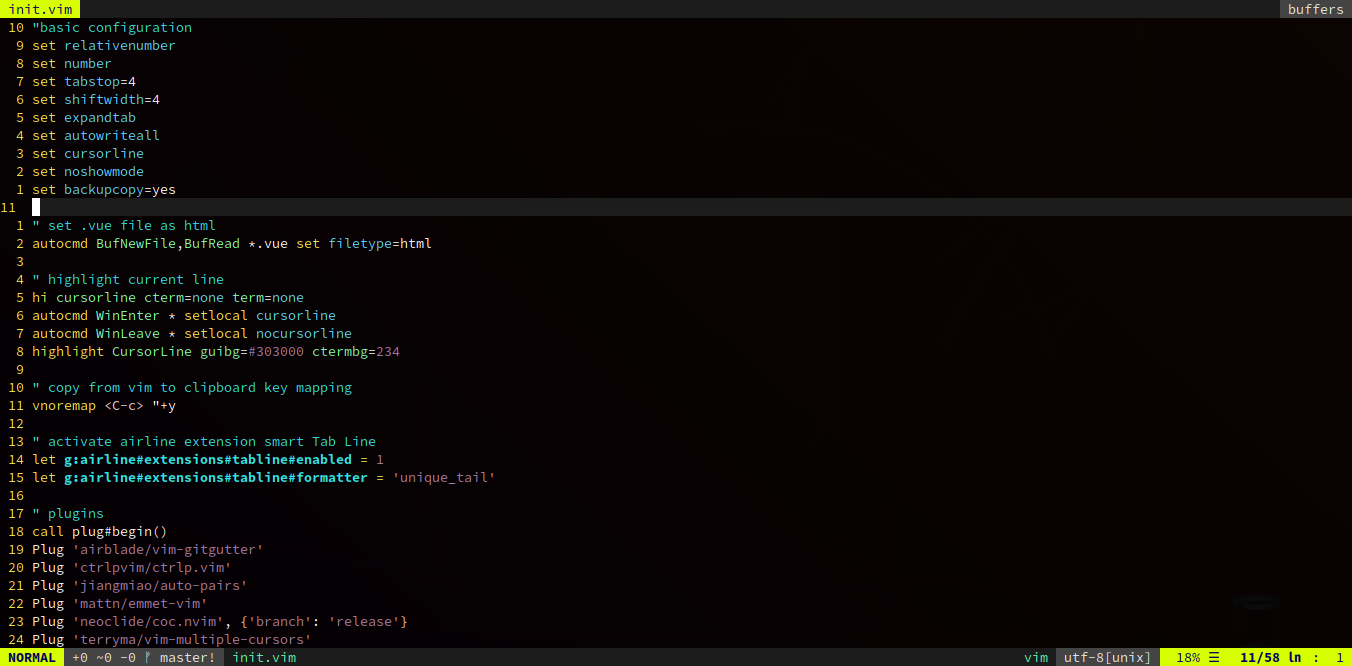 init.vim buffers
10 "basic configuration
9 set relativenumber
8 set number
7 set tabstop=4
6 set shiftwidth=4
5 set expandtab
4 set autowriteall
3 set cursorline
2 set noshowmode
1 set backupcopy=yes
11
1 " set .vue file as html
2 autocmd BufNewFile,BufRead *.vue set filetype=html
3
4 " highlight current line
5 hi cursorline cterm=none term=none
6 autocmd WinEnter * setlocal cursorline
7 autocmd WinLeave * setlocal nocursorline
8 highlight CursorLine guibg=#303000 ctermbg=234
9
10 " copy from vim to clipboard key mapping
11 vnoremap <C-c> "+y
12
13 " activate airline extension smart Tab Line
14 let g:airline#extensions#tabline#enabled = 1
15 let g:airline#extensions#tabline#formatter = 'unique_tail'
16
17 " plugins
18 call plug#begin()
19 Plug 'airblade/vim-gitgutter'
20 Plug 'ctrlpvim/ctrlp.vim'
21 Plug 'jiangmiao/auto-pairs'
22 Plug 'mattn/emmet-vim'
23 Plug 'neoclide/coc.nvim', {'branch': 'release'}
24 Plug 'terryma/vim-multiple-cursors'
NORMAL +0 ~0 -0 ᚠ master! init.vim vim utf-8[unix] 18% ☰ 11/58 ln : 1